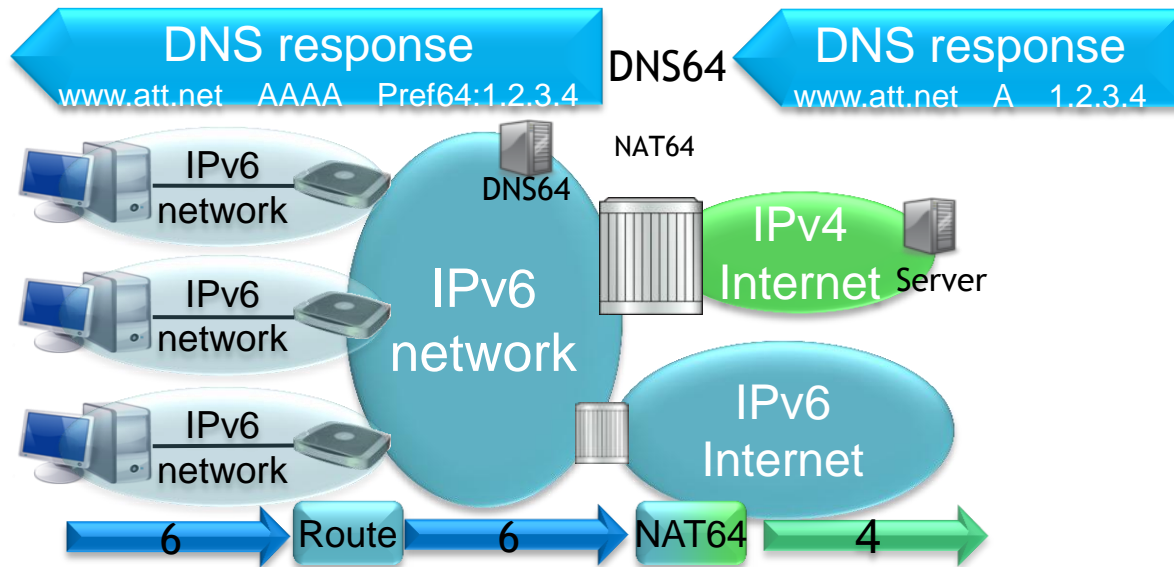 DNS response
www.att.net AAAA Pref64:1.2.3.4
DNS64
DNS response
www.att.net A 1.2.3.4
IPv6
network
IPv6
network
IPv6
network
DNS64
IPv6
network
NAT64
IPv4
Internet
Server
IPv6
Internet
6
Route
6
NAT64
4